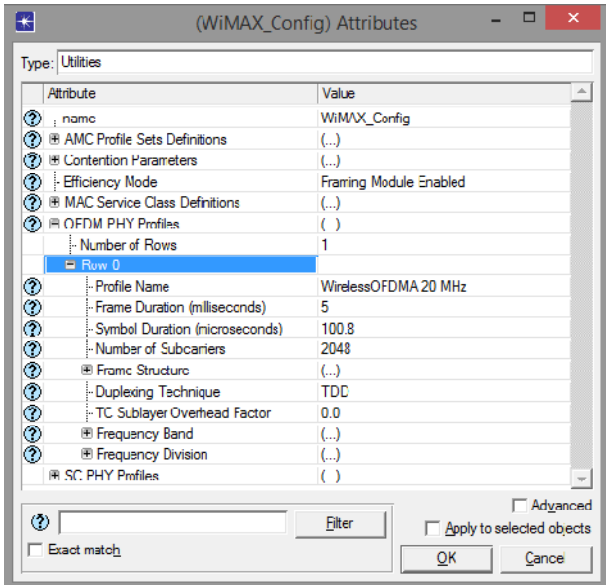 (WiMAX_Config) Attributes
Type: Utilities
Attribute Value
name WiMAX_Config
AMC Profile Sets Definitions (...)
Contention Parameters (...)
Efficiency Mode Framing Module Enabled
MAC Service Class Definitions (...)
OFDM PHY Profiles (...)
Number of Rows 1
Row 0
Profile Name WirelessOFDMA 20 MHz
Frame Duration (milliseconds) 5
Symbol Duration (microseconds) 100.8
Number of Subcarriers 2048
Frame Structure (...)
Duplexing Technique TDD
TC Sublayer Overhead Factor 0.0
Frequency Band (...)
Frequency Division (...)
SC PHY Profiles (...)
Advanced
Filter
Apply to selected objects
Exact match
OK Cancel